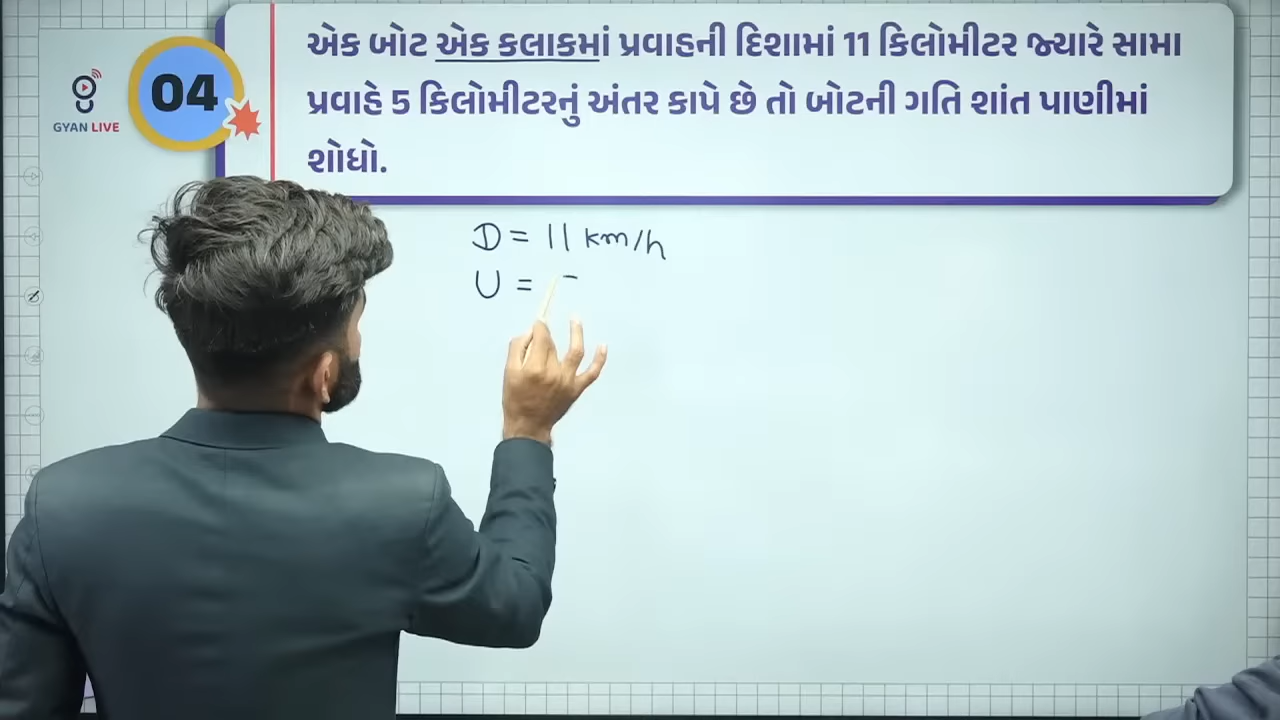 એક બોટ એક કલાકમાં પ્રવાહની દિશામાં 11 કિલોમીટર જ્યારે સામા
પ્રવાહે 5 કિલોમીટરનું અંતર કાપે છે તો બોટની ગતિ શાંત પાણીમાં
શોધો.
04
GYAN LIVE
D = 11 km/h
U =